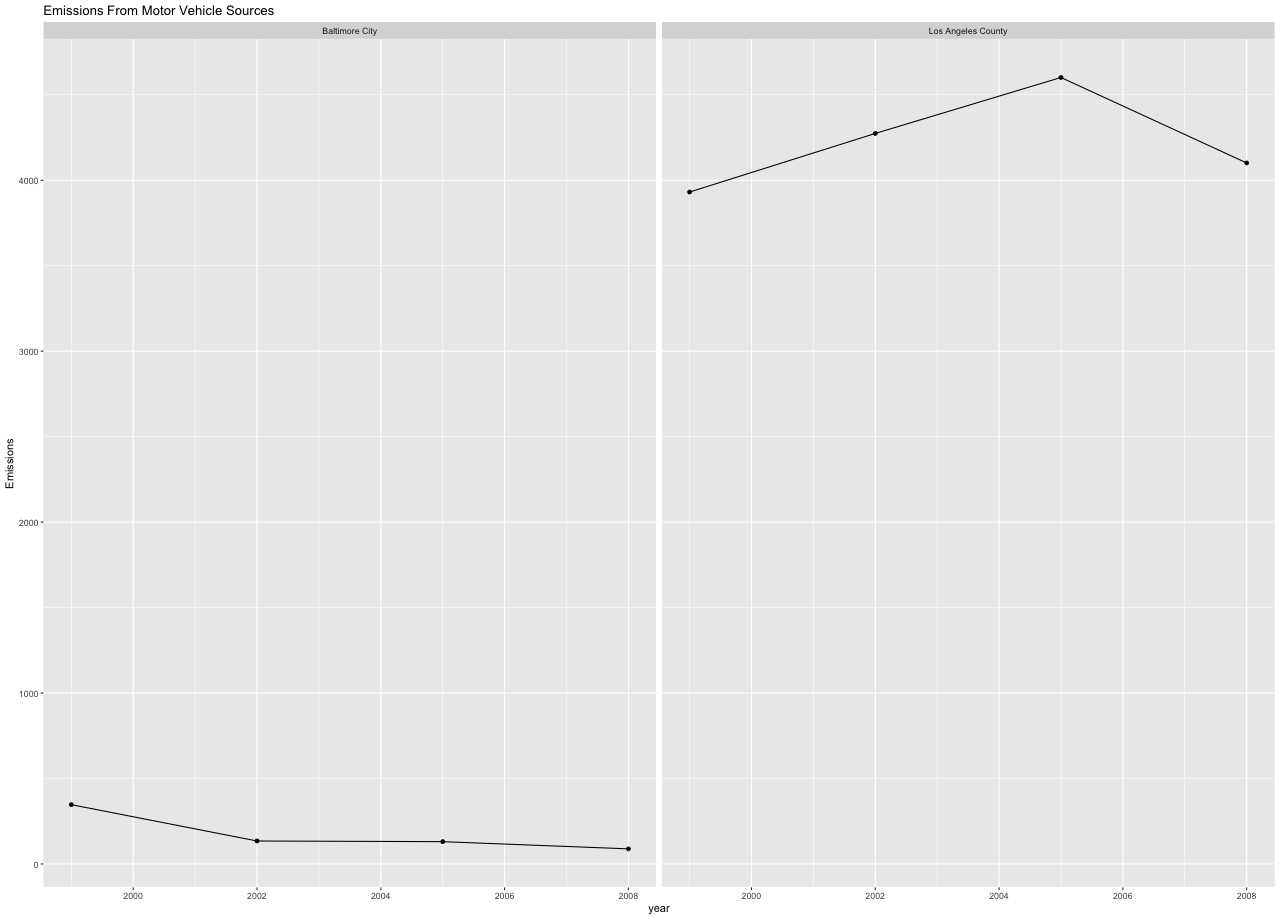 Emissions From Motor Vehicle Sources
Baltimore City
Los Angeles County
Emissions
4000
3000
2000
1000
0
2000 2002 2004 2006 2008
2000 2002 2004 2006 2008
year